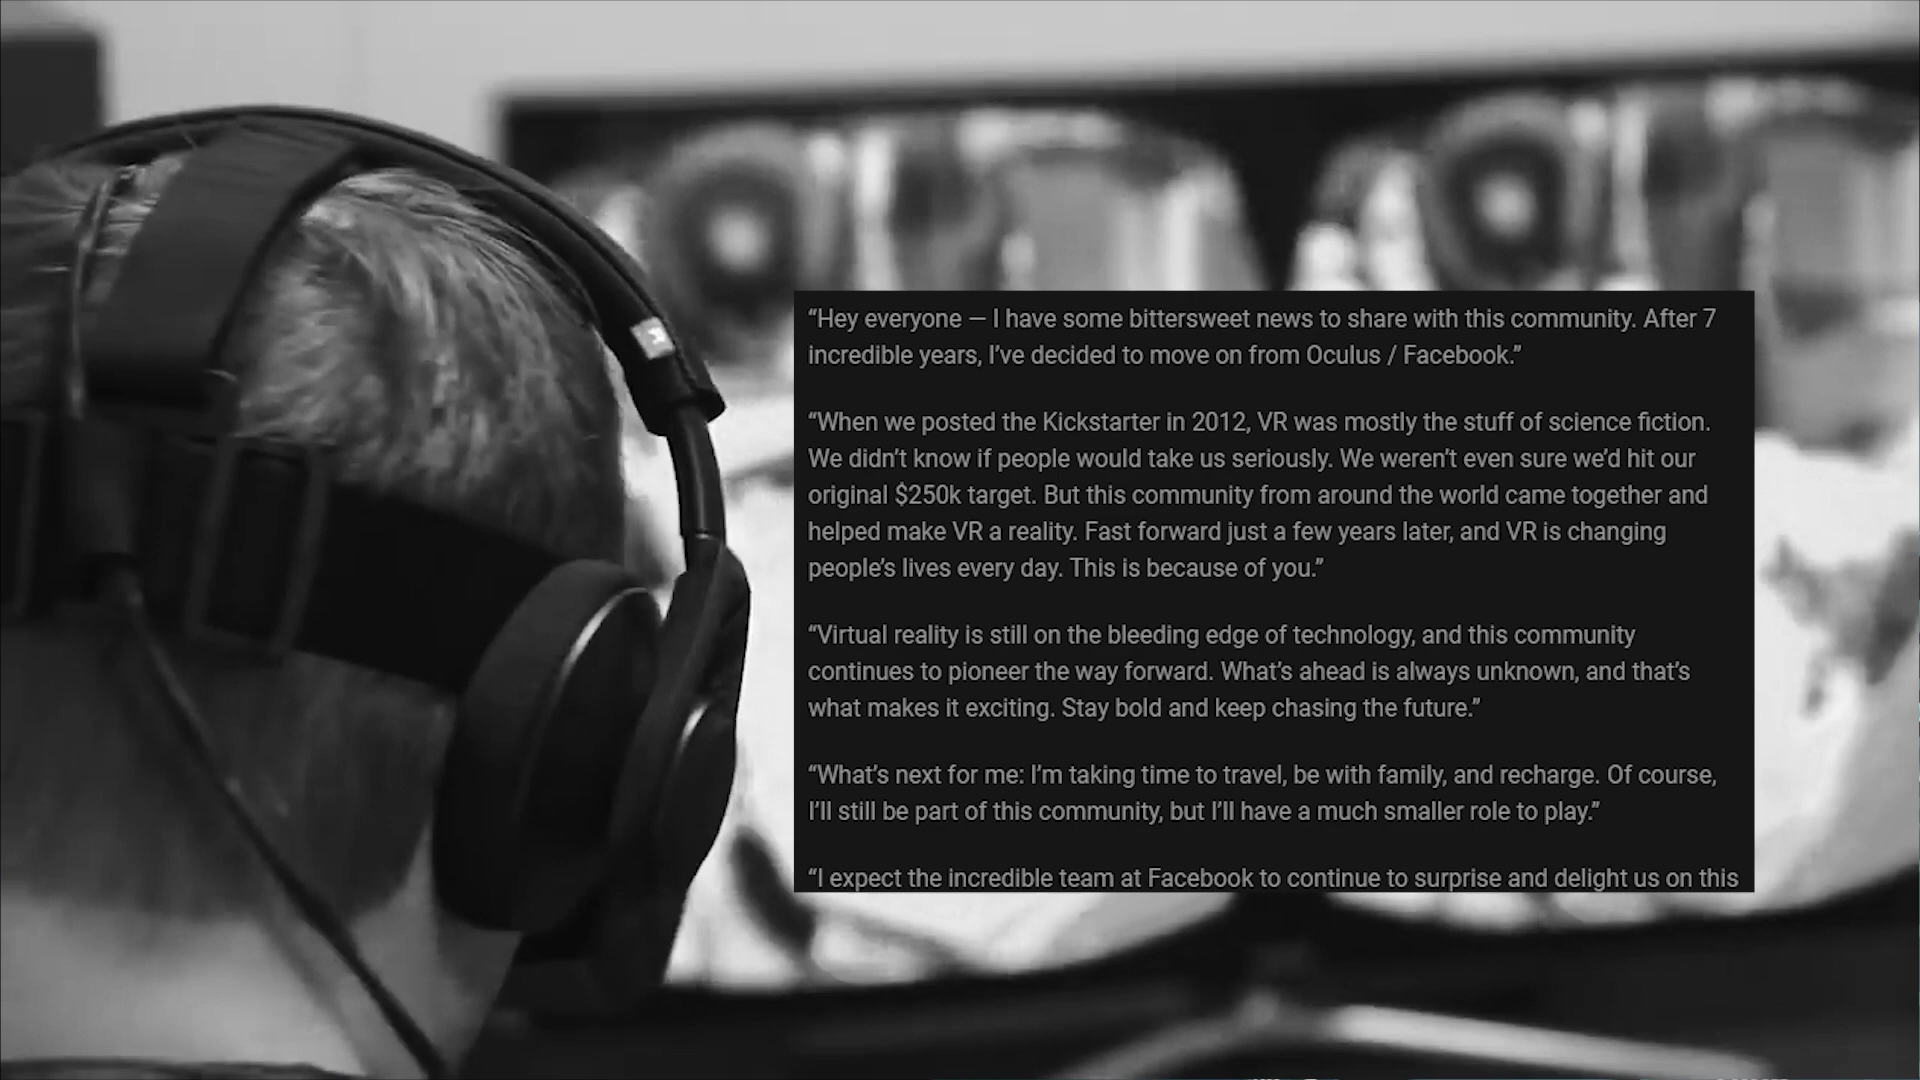 “Hey everyone — I have some bittersweet news to share with this community. After 7
incredible years, I’ve decided to move on from Oculus / Facebook.”
“When we posted the Kickstarter in 2012, VR was mostly the stuff of science fiction.
We didn’t know if people would take us seriously. We weren’t even sure we’d hit our
original $250k target. But this community from around the world came together and
helped make VR a reality. Fast forward just a few years later, and VR is changing
people’s lives every day. This is because of you.”
“Virtual reality is still on the bleeding edge of technology, and this community
continues to pioneer the way forward. What’s ahead is always unknown, and that’s
what makes it exciting. Stay bold and keep chasing the future.”
“What’s next for me: I’m taking time to travel, be with family, and recharge. Of course,
I’ll still be part of this community, but I’ll have a much smaller role to play.”
“I expect the incredible team at Facebook to continue to surprise and delight us on this